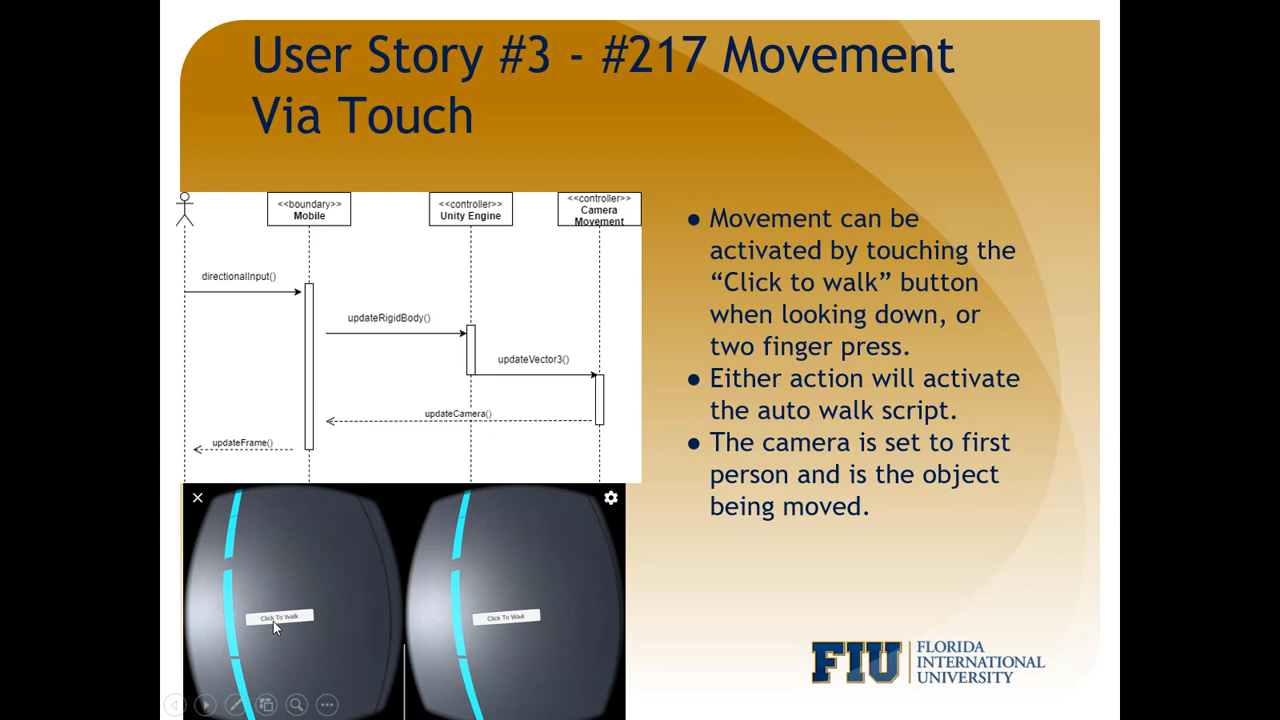 User Story #3 - #217 Movement
Via Touch
<<boundary>>
Mobile
<<controller>>
Unity Engine
<<controller>>
Camera
Movement
directionalInput()
updateRigidBody()
updateVector3()
updateCamera()
updateFrame()
● Movement can be
activated by touching the
“Click to walk” button
when looking down, or
two finger press.
● Either action will activate
the auto walk script.
● The camera is set to first
person and is the object
being moved.
Click To Walk
Click To Walk
FIU
FLORIDA
INTERNATIONAL
UNIVERSITY